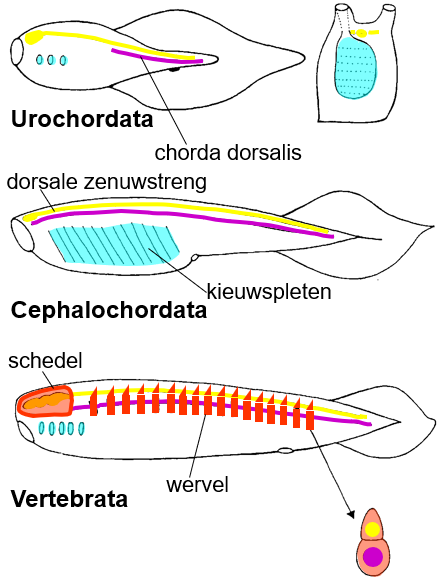 Urochordata
chorda dorsalis
dorsale zenuwstreng
kieuwspleten
Cephalochordata
schedel
wervel
Vertebrata